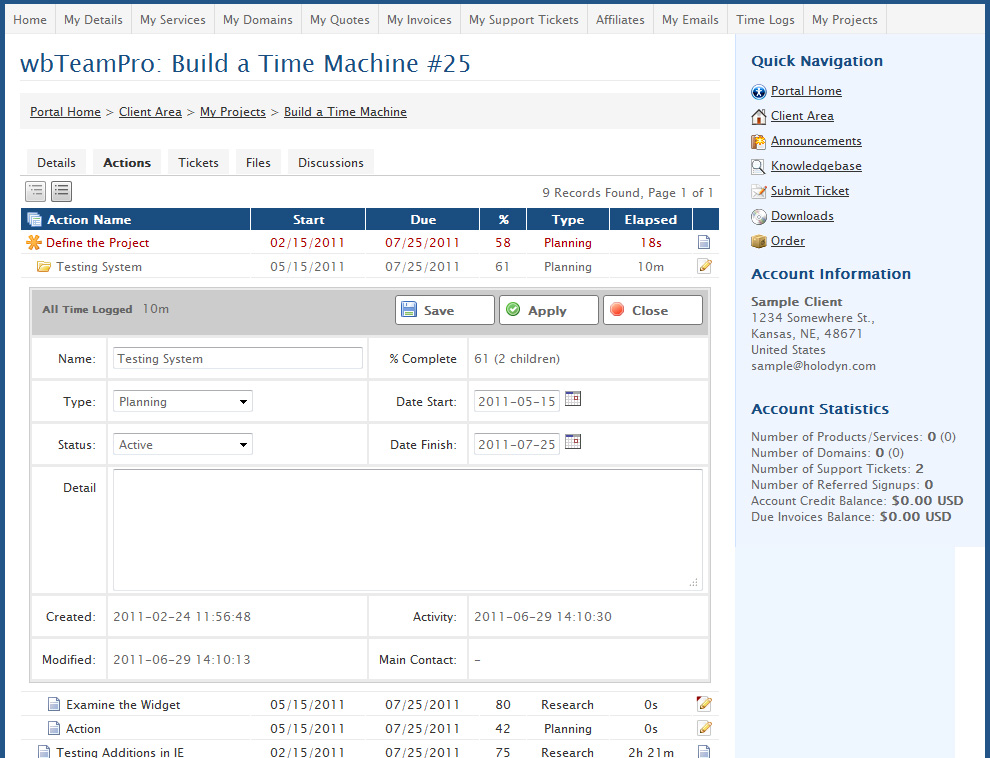 Home My Details My Services My Domains My Quotes My Invoices My Support Tickets Affiliates My Emails Time Logs My Projects
wbTeamPro: Build a Time Machine #25
Portal Home > Client Area > My Projects > Build a Time Machine
Details Actions Tickets Files Discussions
9 Records Found, Page 1 of 1
Action Name Start Due % Type Elapsed
Define the Project 02/15/2011 07/25/2011 58 Planning 18s
Testing System 05/15/2011 07/25/2011 61 Planning 10m
All Time Logged 10m Save Apply Close
Name: Testing System % Complete 61 (2 children)
Type: Planning Date Start: 2011-05-15
Status: Active Date Finish: 2011-07-25
Detail
Created: 2011-02-24 11:56:48 Activity: 2011-06-29 14:10:30
Modified: 2011-06-29 14:10:13 Main Contact: -
Examine the Widget 05/15/2011 07/25/2011 80 Research 0s
Action 05/15/2011 07/25/2011 42 Planning 0s
Testing Additions in IE 02/15/2011 07/25/2011 75 Research 2h 21m
Quick Navigation
Portal Home
Client Area
Announcements
Knowledgebase
Submit Ticket
Downloads
Order
Account Information
Sample Client
1234 Somewhere St.,
Kansas, NE, 48671
United States
sample@holodyn.com
Account Statistics
Number of Products/Services: 0 (0)
Number of Domains: 0 (0)
Number of Support Tickets: 2
Number of Referred Signups: 0
Account Credit Balance: $0.00 USD
Due Invoices Balance: $0.00 USD